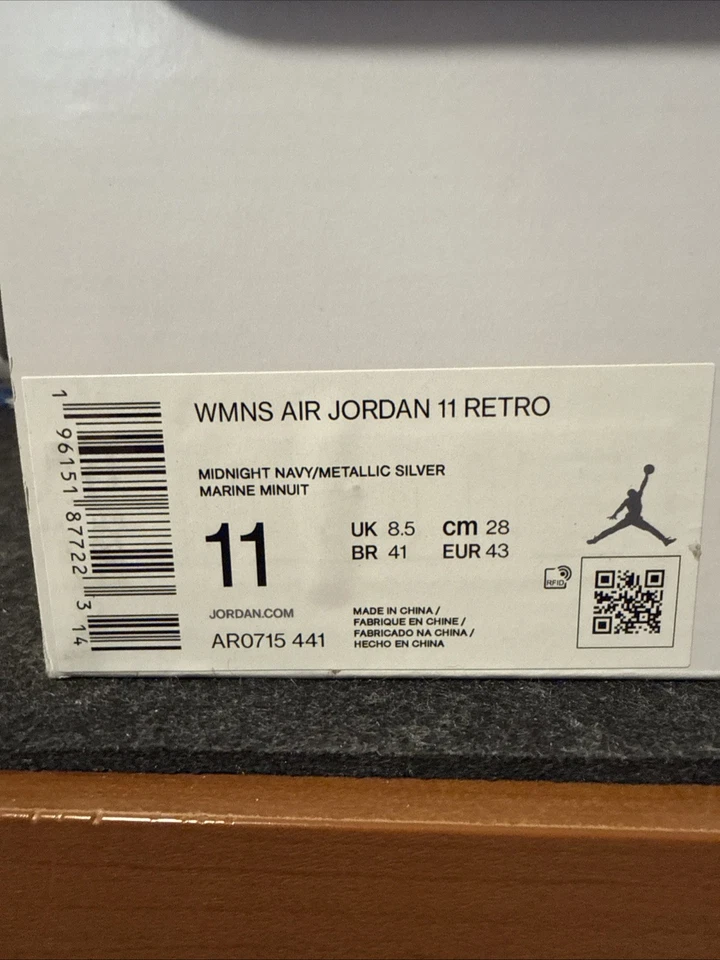 WMNS AIR JORDAN 11 RETRO
MIDNIGHT NAVY/METALLIC SILVER
MARINE MINUIT
11
UK 8.5 cm 28
BR 41 EUR 43
RFID
JORDAN.COM
AR0715 441
MADE IN CHINA /
FABRIQUE EN CHINE /
FABRICADO NA CHINA /
HECHO EN CHINA
1 96151 87722 3 14